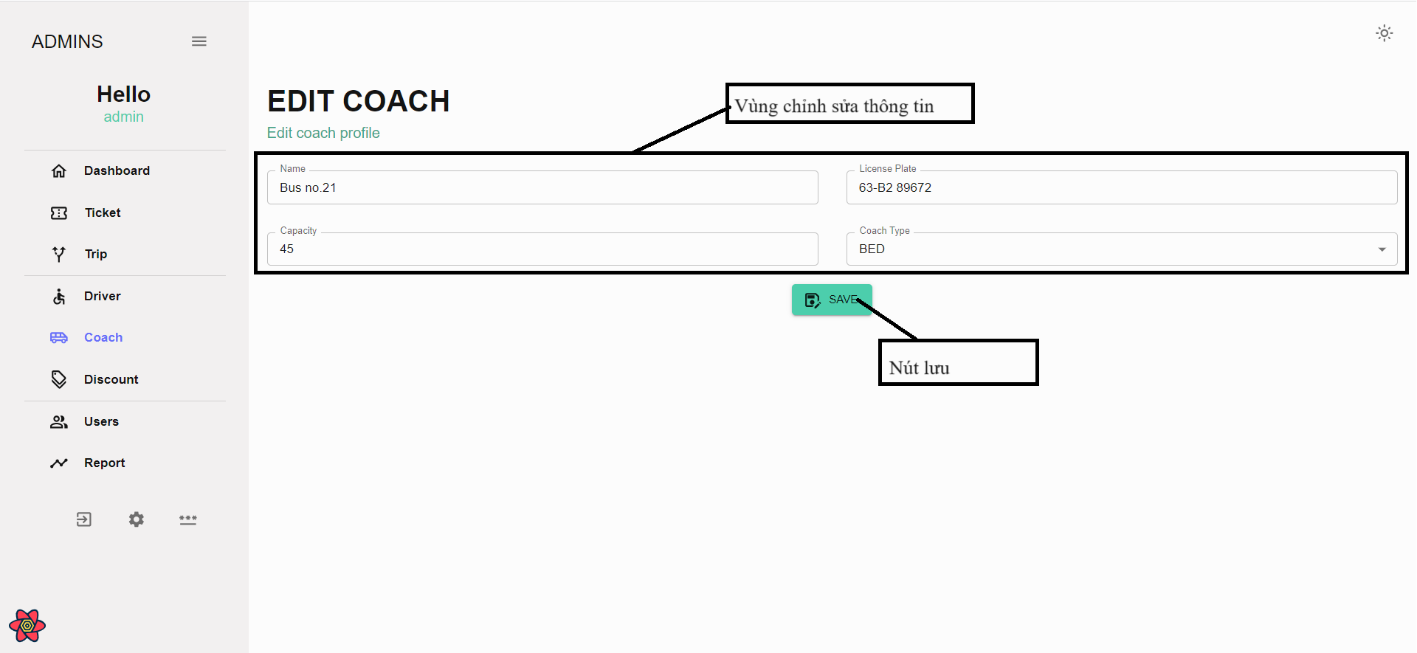 ADMINS
Hello
admin
Dashboard
Ticket
Trip
Driver
Coach
Discount
Users
Report
EDIT COACH
Edit coach profile
Vùng chỉnh sửa thông tin
Name
Bus no.21
License Plate
63-B2 89672
Capacity
45
Coach Type
BED
SAVE
Nút lưu